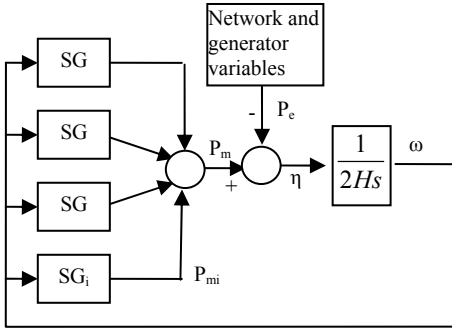 Network and
generator
variables
SG
SG
SG
SG_i
P_mi
P_m
+
-
P_e
η
1
2Hs
ω